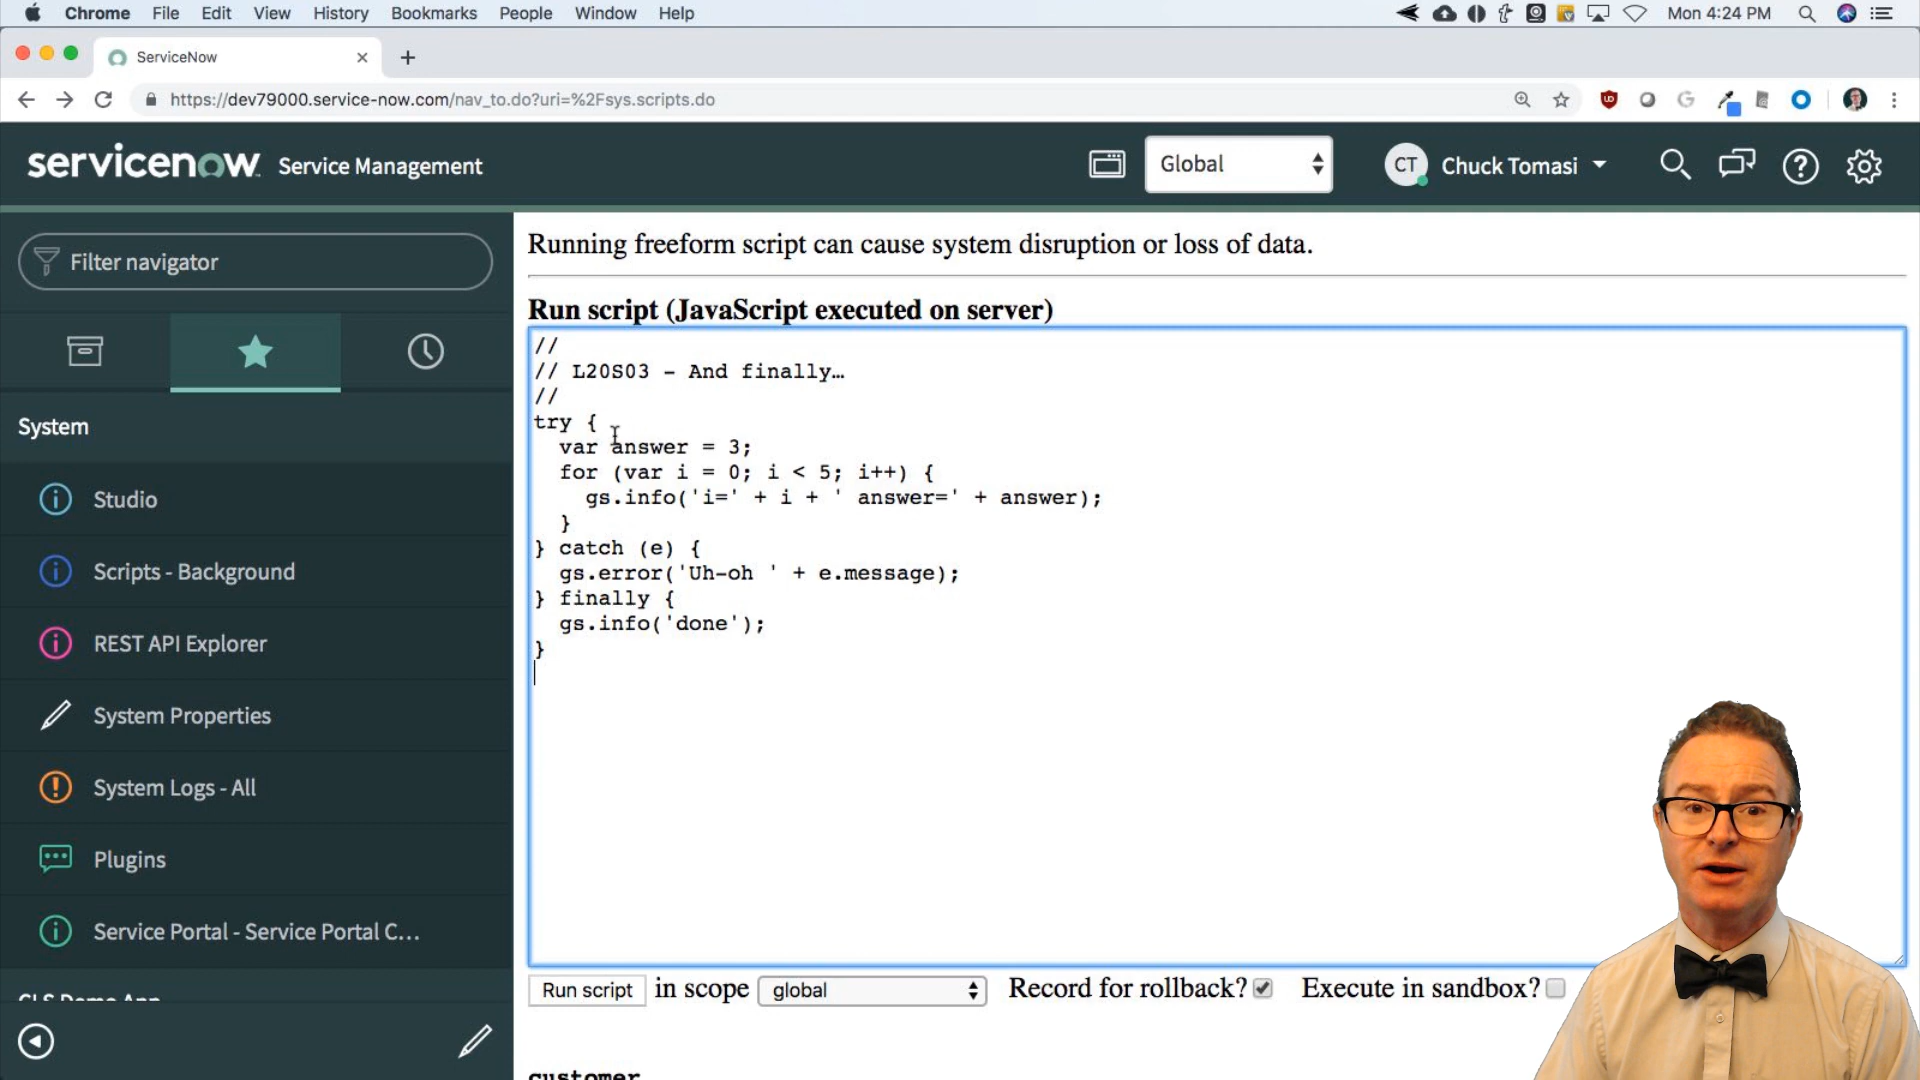 Chrome File Edit View History Bookmarks People Window Help Mon 4:24 PM
ServiceNow
https://dev79000.service-now.com/nav_to.do?uri=%2Fsys.scripts.do
servicenow Service Management Global CT Chuck Tomasi
Filter navigator
System
Studio
Scripts - Background
REST API Explorer
System Properties
System Logs - All
Plugins
Service Portal - Service Portal C...
Running freeform script can cause system disruption or loss of data.
Run script (JavaScript executed on server)
//
// L20S03 - And finally…
//
try {
  var answer = 3;
  for (var i = 0; i < 5; i++) {
    gs.info('i=' + i + ' answer=' + answer);
  }
} catch (e) {
  gs.error('Uh-oh ' + e.message);
} finally {
  gs.info('done');
}
Run script in scope global Record for rollback? Execute in sandbox?
customer